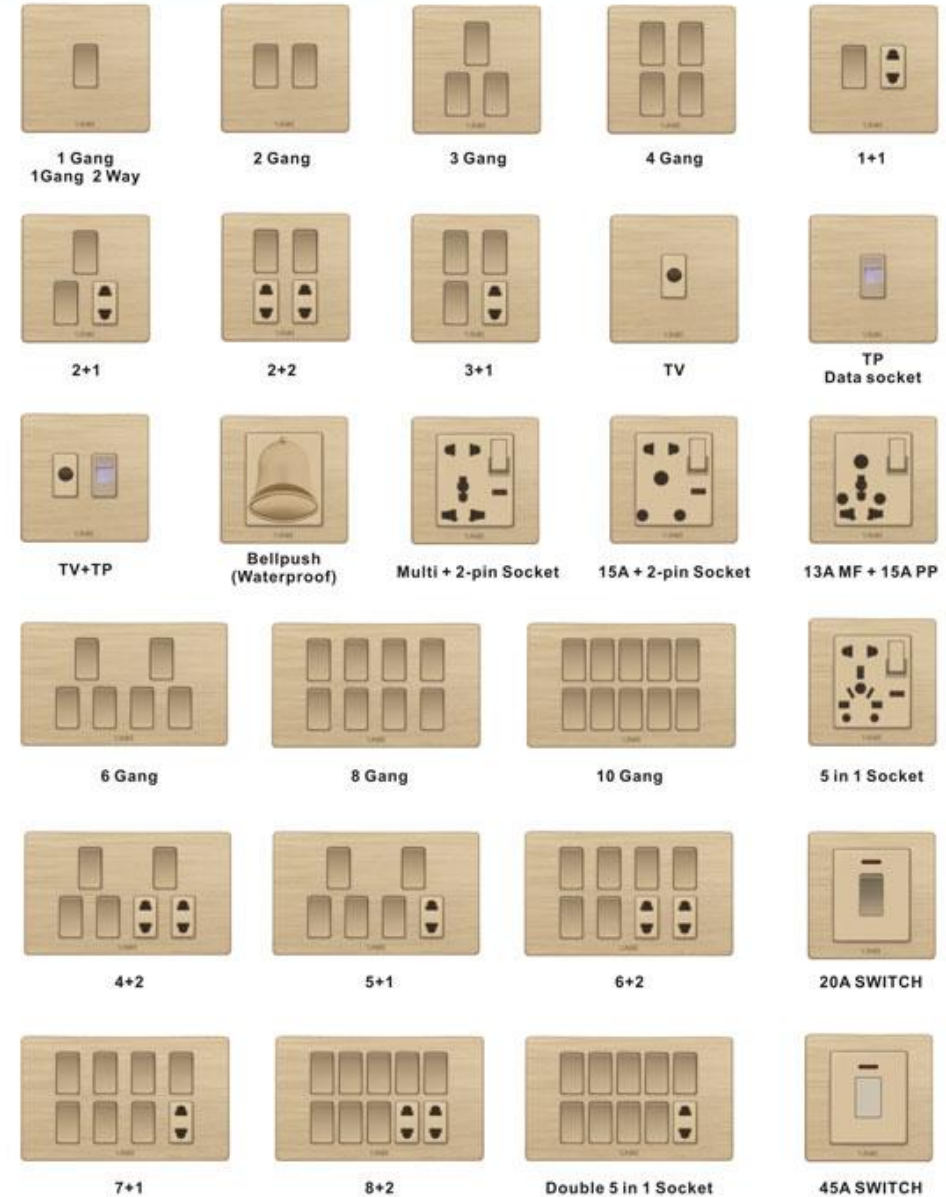 1 Gang
1Gang 2 Way
2 Gang
3 Gang
4 Gang
1+1
2+1
2+2
3+1
TV
TP
Data socket
TV+TP
Bellpush
(Waterproof)
Multi + 2-pin Socket
15A + 2-pin Socket
13A MF + 15A PP
6 Gang
8 Gang
10 Gang
5 in 1 Socket
4+2
5+1
6+2
20A SWITCH
7+1
8+2
Double 5 in 1 Socket
45A SWITCH